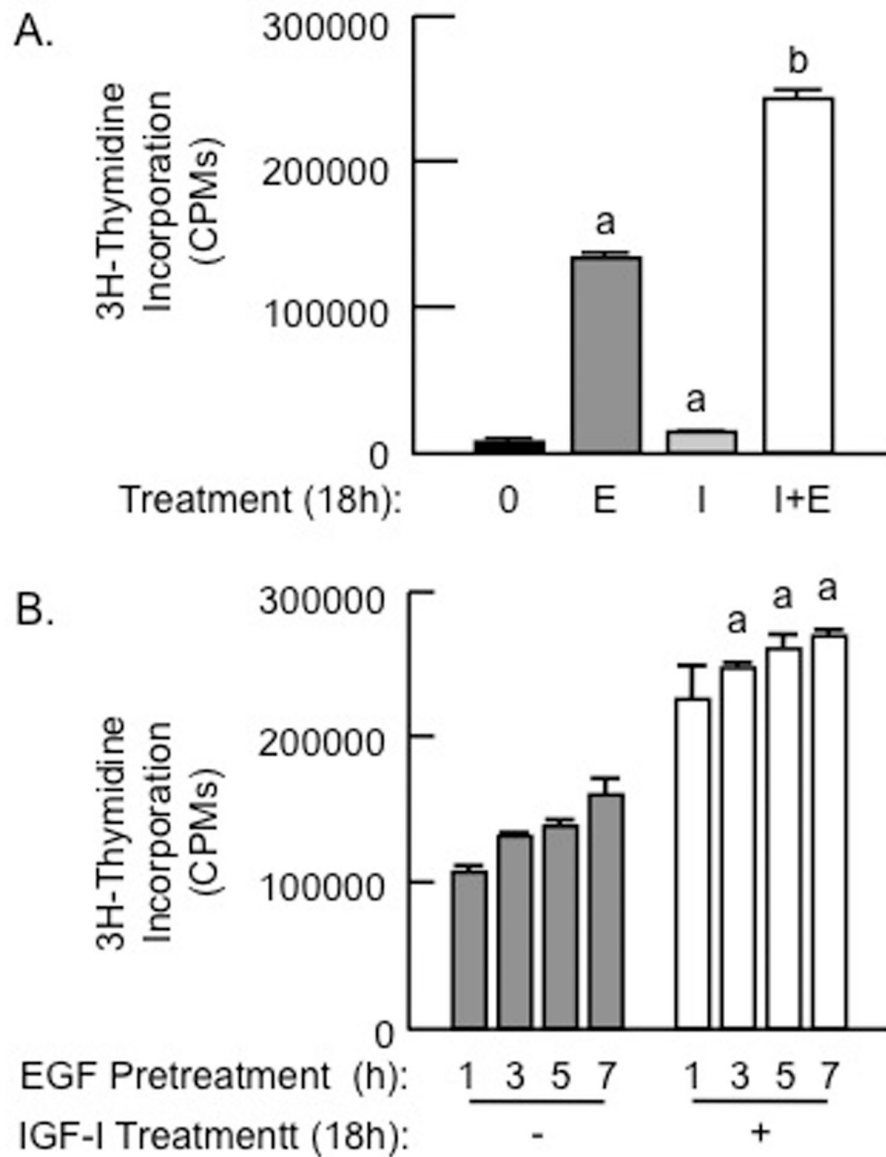 A.
3H-Thymidine
Incorporation
(CPMs)
300000
200000
100000
0
a
a
b
Treatment (18h): 0 E I I+E
B.
3H-Thymidine
Incorporation
(CPMs)
300000
200000
100000
0
a a a
EGF Pretreatment (h): 1 3 5 7 1 3 5 7
IGF-I Treatmentt (18h): - +